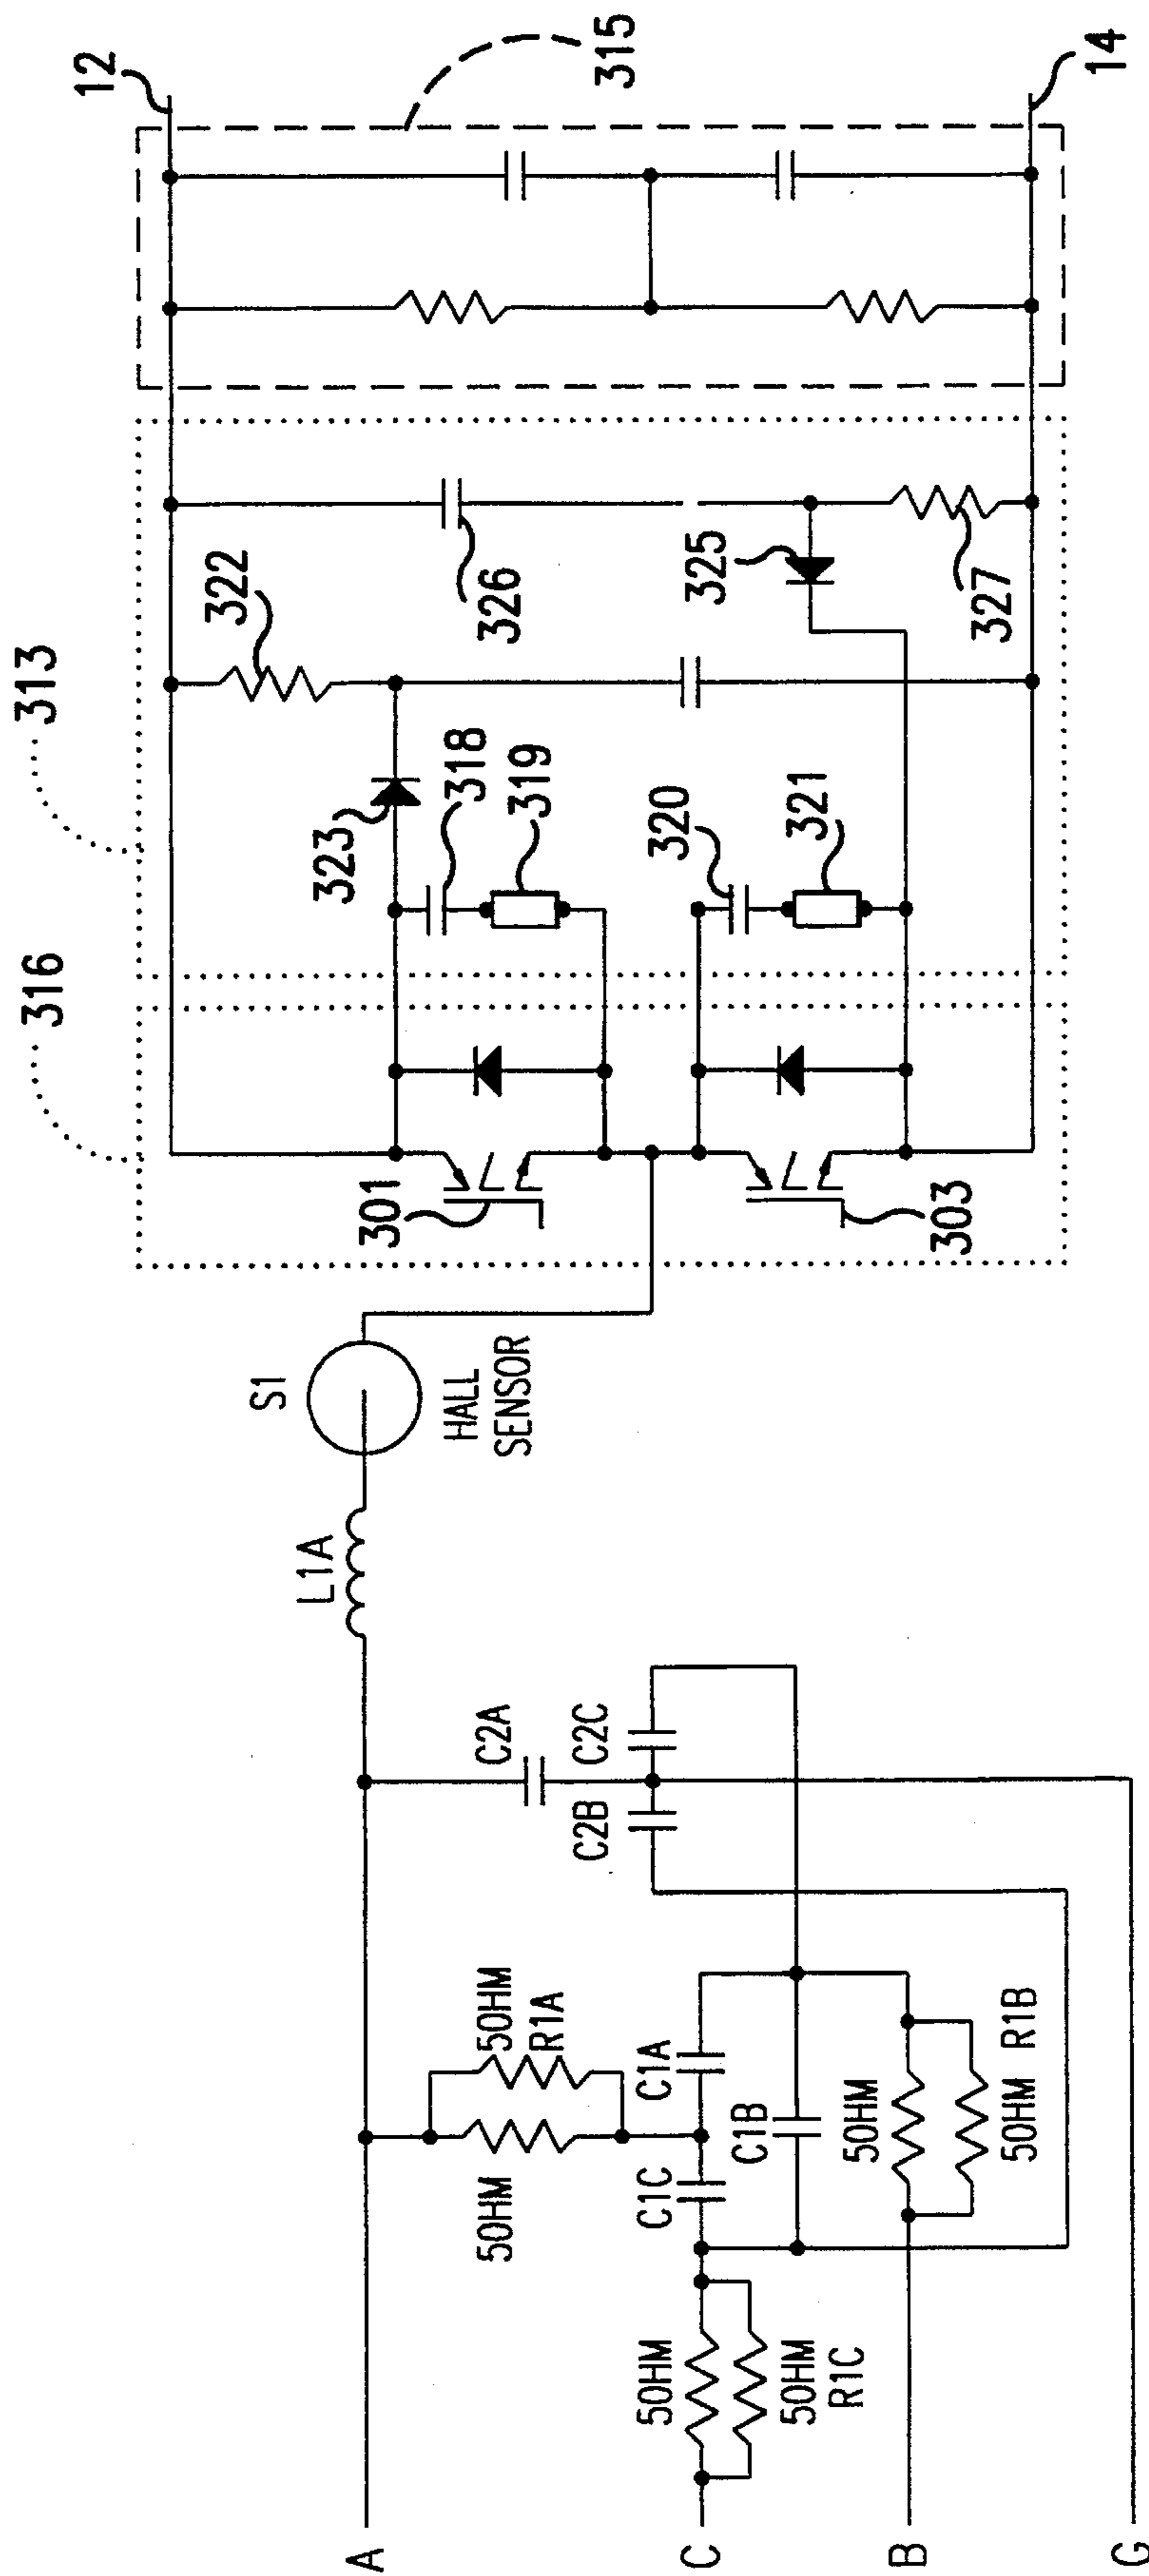 12
315
14
313
322
326
325
327
323
318
319
320
321
316
301
303
S1
HALL
SENSOR
L1A
C2A
C2C
C2B
5OHM
R1A
5OHM
C1A
C1C
C1B
5OHM
5OHM R1B
5OHM
5OHM
R1C
A
C
B
G